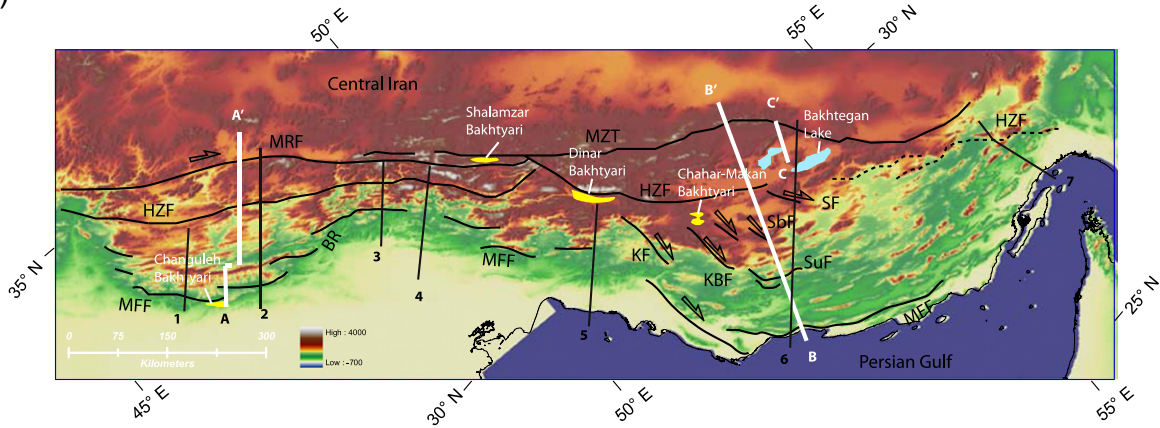 )
50° E
55° E
30° N
Central Iran
A'
MRF
Shalamzar
Bakhtyari
MZT
Dinar
Bakhtyari
B'
C'
Bakhtegan
Lake
HZF
C
Chahar-Makan
Bakhtyari
HZF
SF
7
HZF
SbF
BR
KF
MFF
3
KBF
SuF
35° N
Changuleh
Bakhtyari
MFF
1
A
2
4
MFF
25° N
0
75
150
300
Kilometers
High : 4000
Low : -700
5
6
B
Persian Gulf
45° E
30° N
50° E
55° E